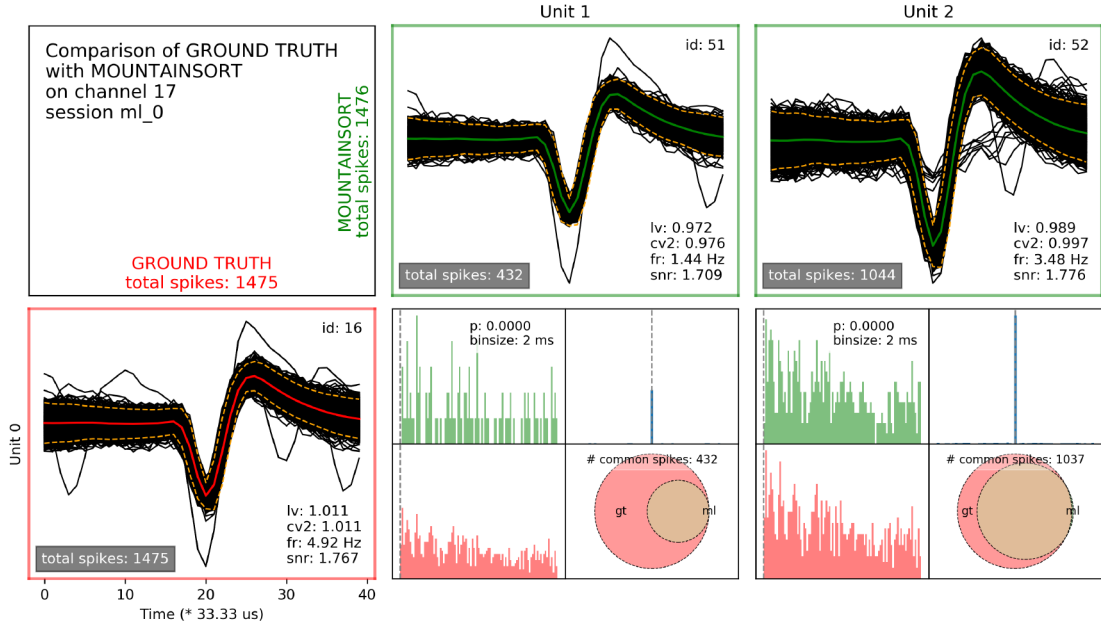 Unit 1
Unit 2
Comparison of GROUND TRUTH
with MOUNTAINSORT
on channel 17
session ml_0
MOUNTAINSORT
total spikes: 1476
GROUND TRUTH
total spikes: 1475
id: 51
lv: 0.972
cv2: 0.976
fr: 1.44 Hz
snr: 1.709
total spikes: 432
id: 52
lv: 0.989
cv2: 0.997
fr: 3.48 Hz
snr: 1.776
total spikes: 1044
Unit 0
id: 16
lv: 1.011
cv2: 1.011
fr: 4.92 Hz
snr: 1.767
total spikes: 1475
0 10 20 30 40
Time (* 33.33 us)
p: 0.0000
binsize: 2 ms
# common spikes: 432
gt
ml
p: 0.0000
binsize: 2 ms
# common spikes: 1037
gt
ml